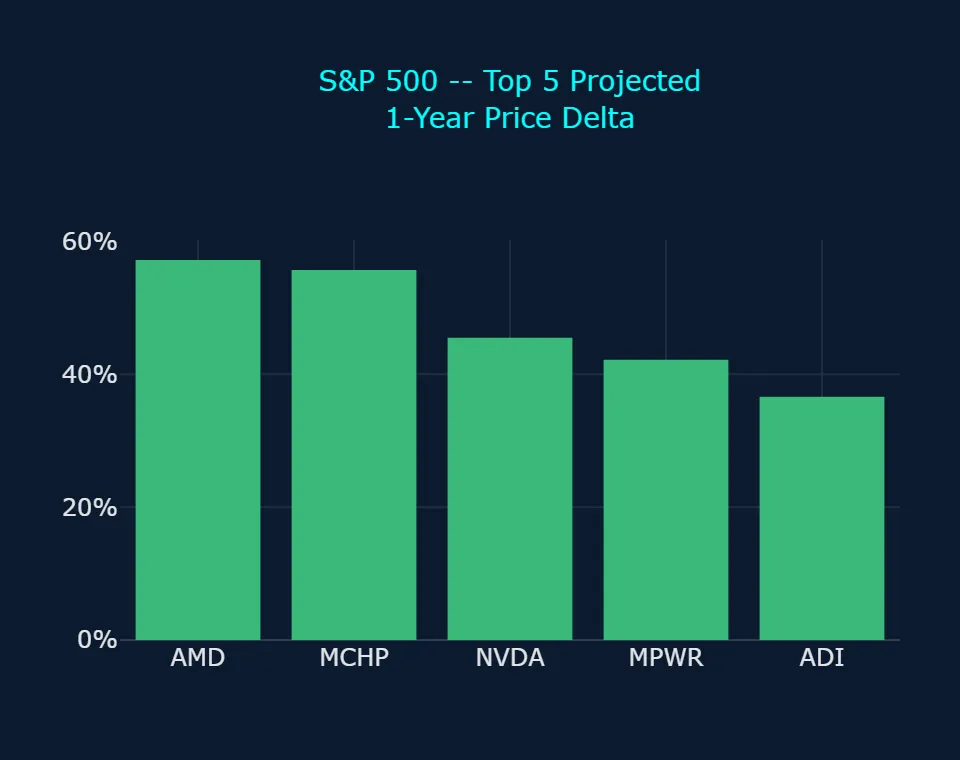 S&P 500 -- Top 5 Projected
1-Year Price Delta
60%
40%
20%
0%
AMD MCHP NVDA MPWR ADI